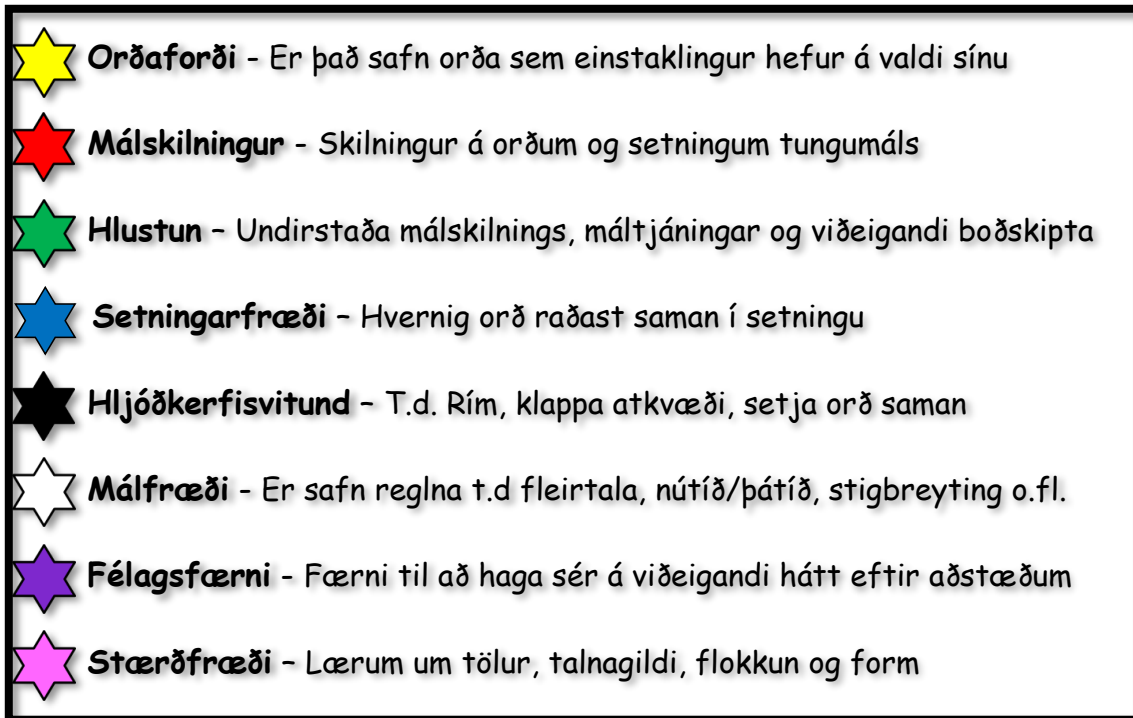 Orðaforði - Er það safn orða sem einstaklingur hefur á valdi sínu
Málskilningur - Skilningur á orðum og setningum tungumáls
Hlustun – Undirstaða málskilnings, máltjáningar og viðeigandi boðskipta
Setningarfræði – Hvernig orð raðast saman í setningu
Hljóðkerfisvitund – T.d. Rím, klappa atkvæði, setja orð saman
Málfræði - Er safn reglna t.d fleirtala, nútíð/þátíð, stigbreyting o.fl.
Félagsfærni - Færni til að haga sér á viðeigandi hátt eftir aðstæðum
Stærðfræði – Lærum um tölur, talnagildi, flokkun og form